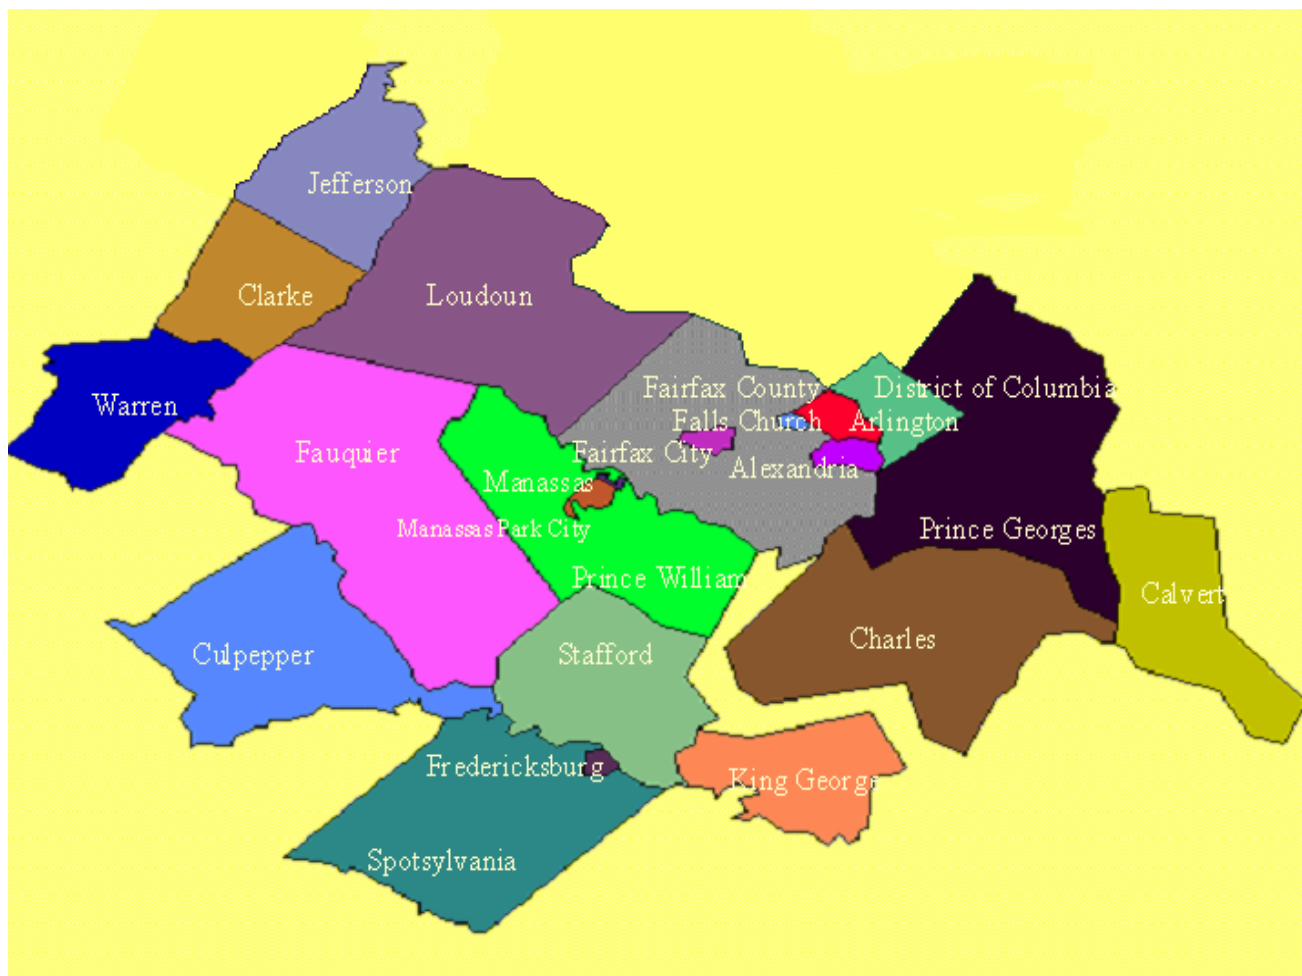 Jefferson
Clarke
Loudoun
Warren
Fairfax County
District of Columbia
Falls Church
Arlington
Fauquier
Fairfax City
Alexandria
Manassas
Manassas Park City
Prince Georges
Prince William
Calvert
Culpepper
Stafford
Charles
Fredericksburg
King George
Spotsylvania